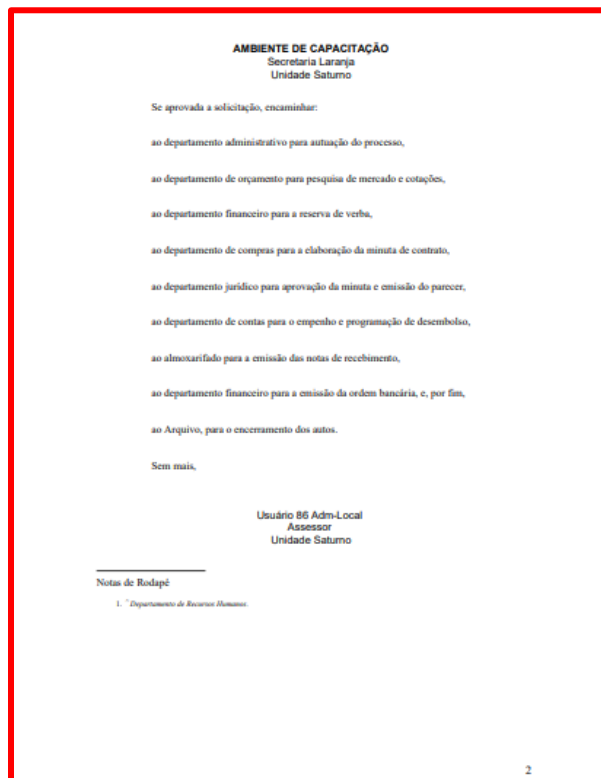 AMBIENTE DE CAPACITAÇÃO
Secretaria Laranja
Unidade Saturno
Se aprovada a solicitação, encaminhar:
ao departamento administrativo para autuação do processo,
ao departamento de orçamento para pesquisa de mercado e cotações,
ao departamento financeiro para a reserva de verba,
ao departamento de compras para a elaboração da minuta de contrato,
ao departamento jurídico para aprovação da minuta e emissão do parecer,
ao departamento de contas para o empenho e programação de desembolso,
ao almoxarifado para a emissão das notas de recebimento,
ao departamento financeiro para a emissão da ordem bancária, e, por fim,
ao Arquivo, para o encerramento dos autos.
Sem mais,
Usuário 86 Adm-Local
Assessor
Unidade Saturno
Notas de Rodapé
1. ^ Departamento de Recursos Humanos.
2